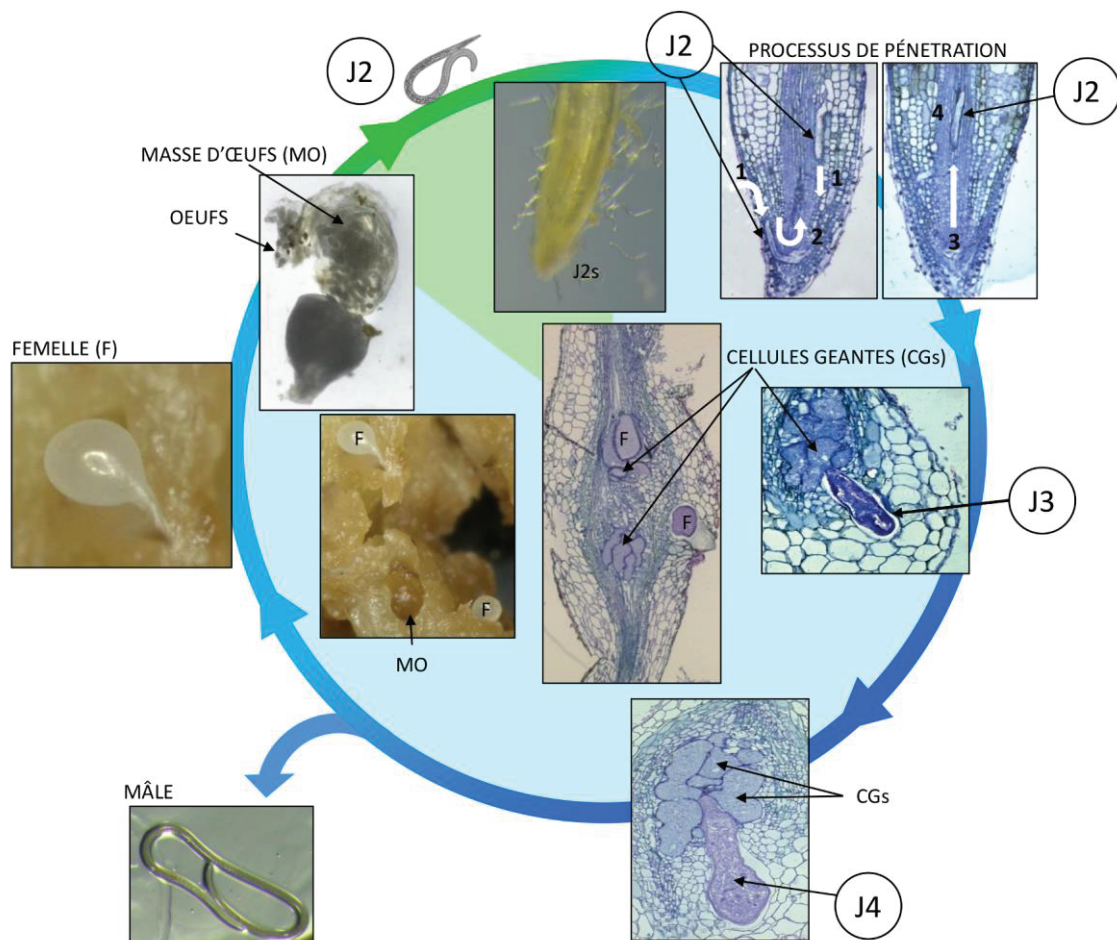 J2
J2
PROCESSUS DE PÉNETRATION
J2
MASSE D'ŒUFS (MO)
OEUFS
J2s
1
1
2
4
3
FEMELLE (F)
CELLULES GEANTES (CGs)
F
F
F
F
J3
MO
CGs
MÂLE
J4